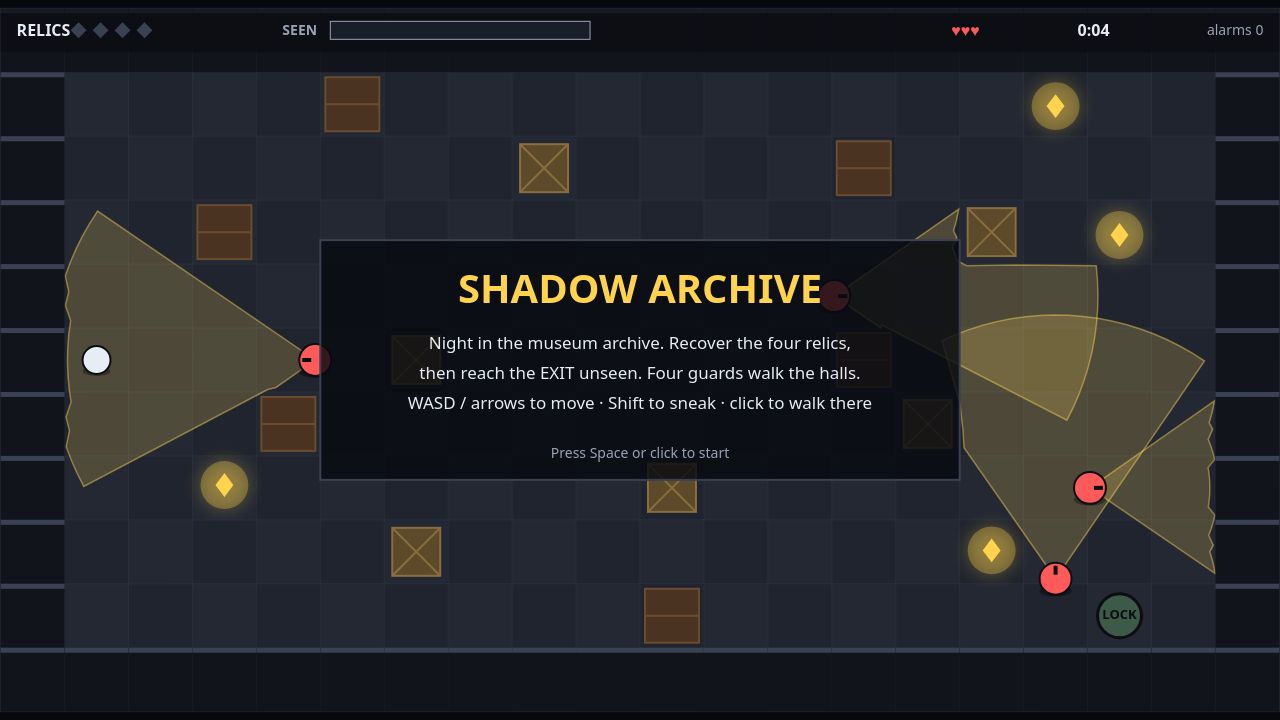 RELICS SEEN ♥♥♥ 0:04 alarms 0
SHADOW ARCHIVE
Night in the museum archive. Recover the four relics,
then reach the EXIT unseen. Four guards walk the halls.
WASD / arrows to move · Shift to sneak · click to walk there
Press Space or click to start
LOCK